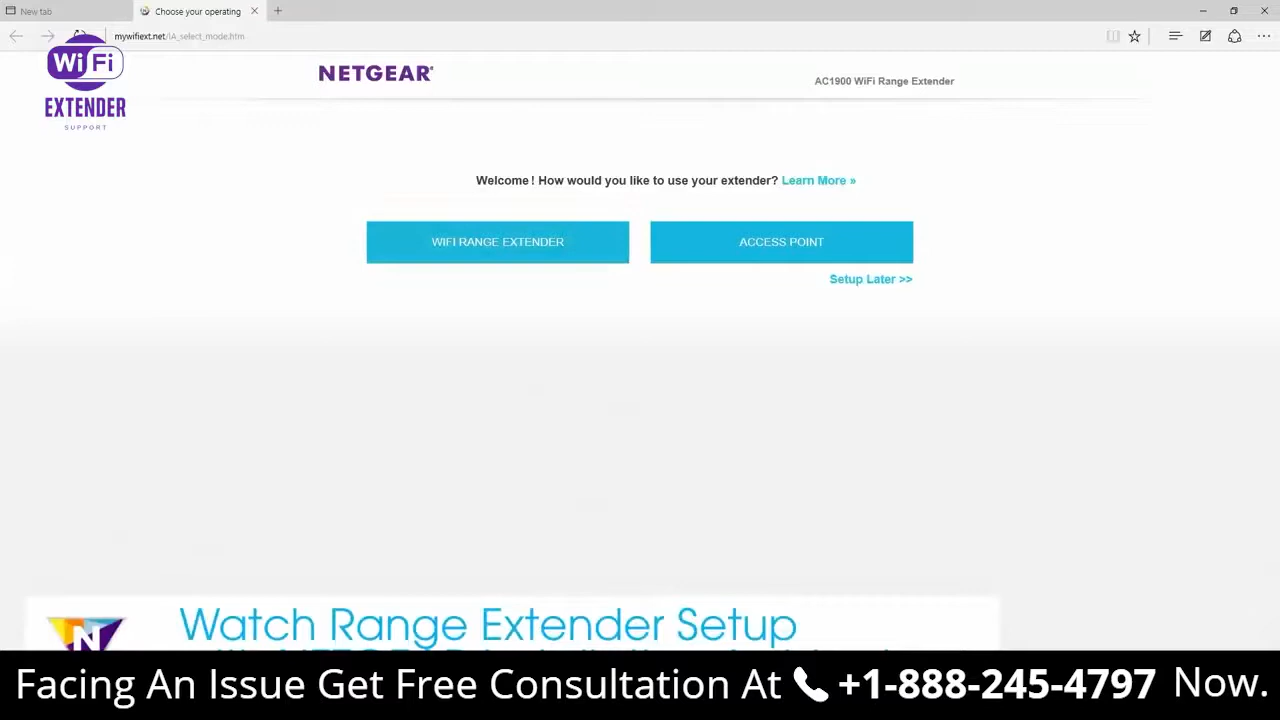 New tab
Choose your operating
mywifiext.net/IA_select_mode.htm
WiFi
EXTENDER
SUPPORT
NETGEAR®
AC1900 WiFi Range Extender
Welcome! How would you like to use your extender? Learn More »
WIFI RANGE EXTENDER
ACCESS POINT
Setup Later >>
N
Watch Range Extender Setup
Facing An Issue Get Free Consultation At +1-888-245-4797 Now.